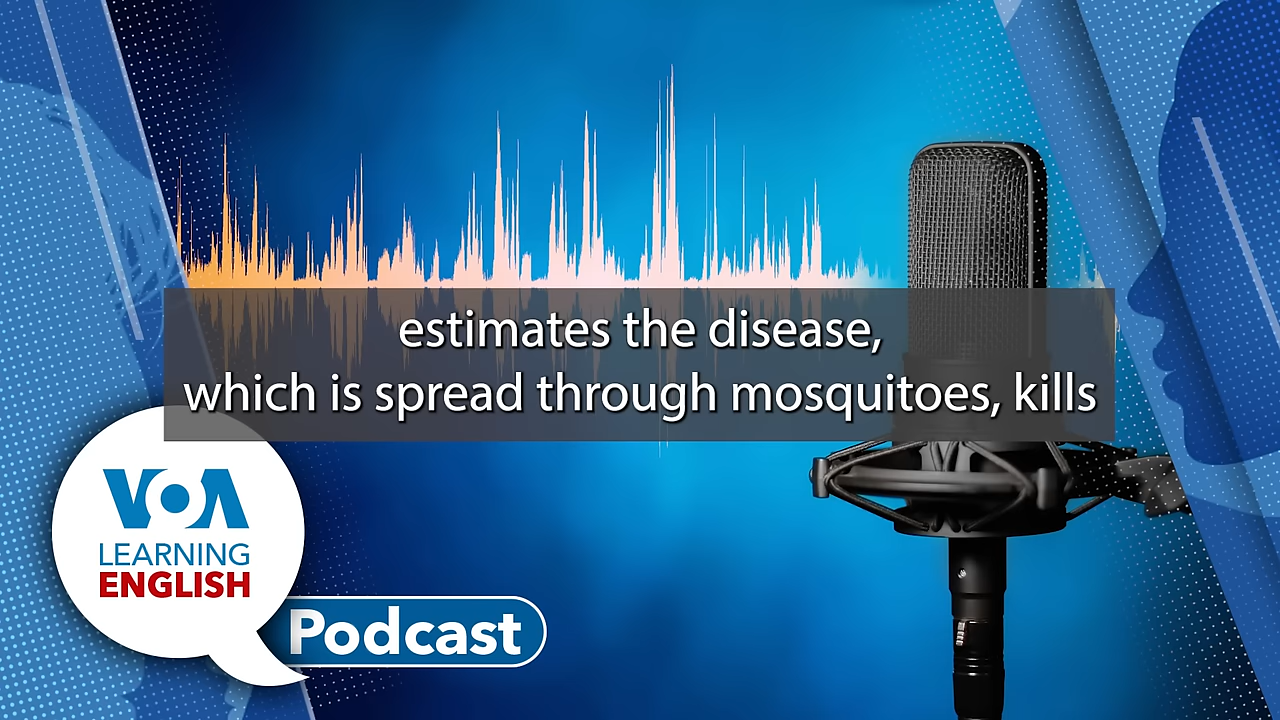 estimates the disease,
which is spread through mosquitoes, kills
VOA
LEARNING
ENGLISH
Podcast